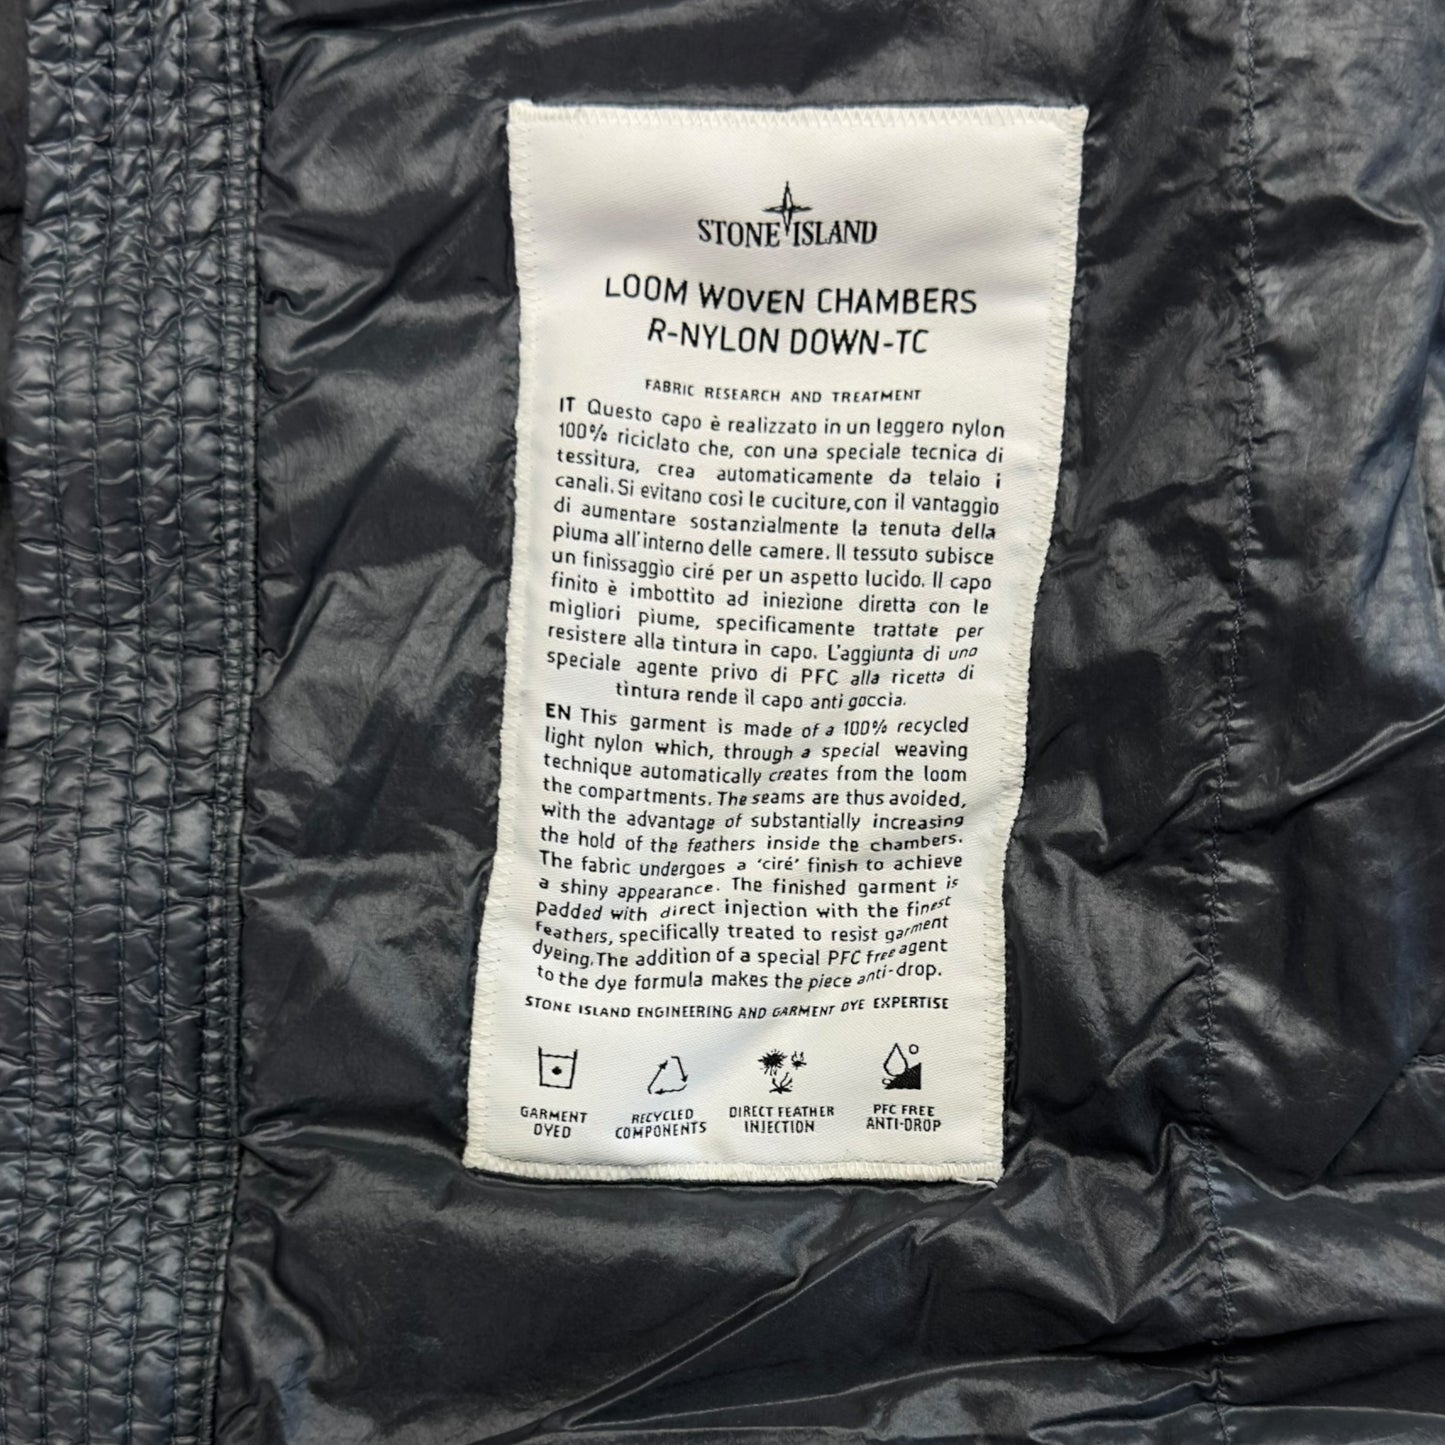 STONE ISLAND
LOOM WOVEN CHAMBERS
R-NYLON DOWN-TC
FABRIC RESEARCH AND TREATMENT
IT Questo capo è realizzato in un leggero nylon
100% riciclato che, con una speciale tecnica di
tessitura, crea automaticamente da telaio i
canali. Si evitano così le cuciture, con il vantaggio
di aumentare sostanzialmente la tenuta della
piuma all'interno delle camere. Il tessuto subisce
un finissaggio ciré per un aspetto lucido. Il capo
finito è imbottito ad iniezione diretta con le
migliori piume, specificamente trattate per
resistere alla tintura in capo. L'aggiunta di uno
speciale agente privo di PFC alla ricetta di
tintura rende il capo anti goccia.
EN This garment is made of a 100% recycled
light nylon which, through a special weaving
technique automatically creates from the loom
the compartments. The seams are thus avoided,
with the advantage of substantially increasing
the hold of the feathers inside the chambers.
The fabric undergoes a 'ciré' finish to achieve
a shiny appearance. The finished garment is
padded with direct injection with the finest
feathers, specifically treated to resist garment
dyeing. The addition of a special PFC free agent
to the dye formula makes the piece anti-drop.
STONE ISLAND ENGINEERING AND GARMENT DYE EXPERTISE
GARMENT
DYED
RECYCLED
COMPONENTS
DIRECT FEATHER
INJECTION
PFC FREE
ANTI-DROP